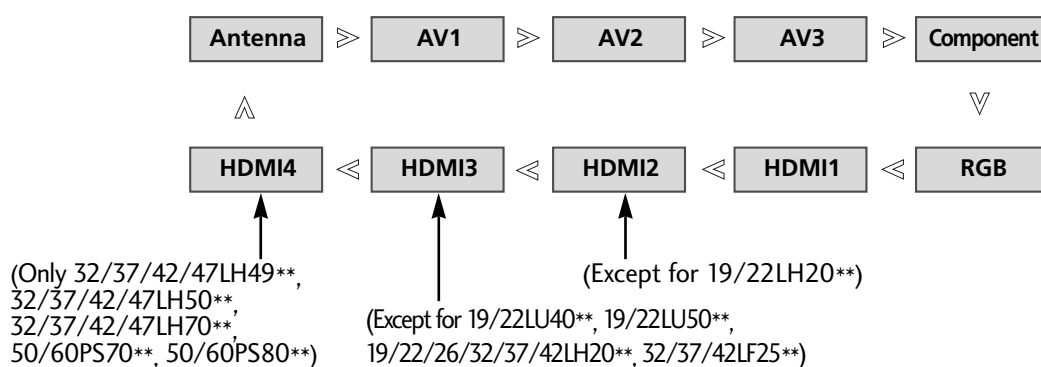 Antenna AV1 AV2 AV3 Component
HDMI4 HDMI3 HDMI2 HDMI1 RGB
(Only 32/37/42/47LH49**,
32/37/42/47LH50**,
32/37/42/47LH70**,
50/60PS70**, 50/60PS80**)
(Except for 19/22LU40**, 19/22LU50**,
19/22/26/32/37/42LH20**, 32/37/42LF25**)
(Except for 19/22LH20**)